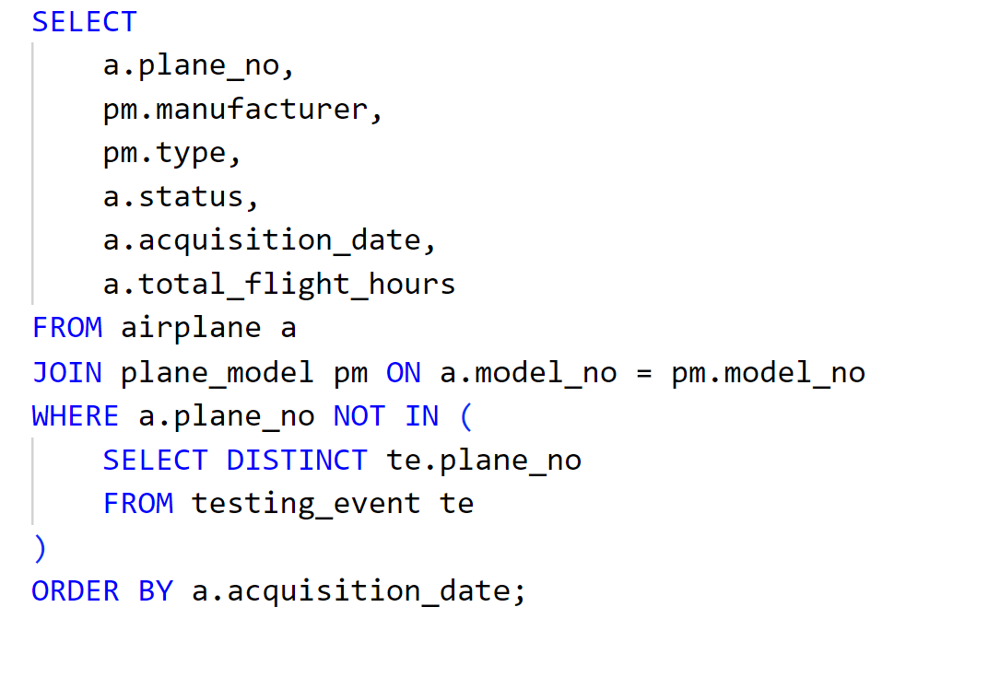 SELECT
    a.plane_no,
    pm.manufacturer,
    pm.type,
    a.status,
    a.acquisition_date,
    a.total_flight_hours
FROM airplane a
JOIN plane_model pm ON a.model_no = pm.model_no
WHERE a.plane_no NOT IN (
    SELECT DISTINCT te.plane_no
    FROM testing_event te
)
ORDER BY a.acquisition_date;